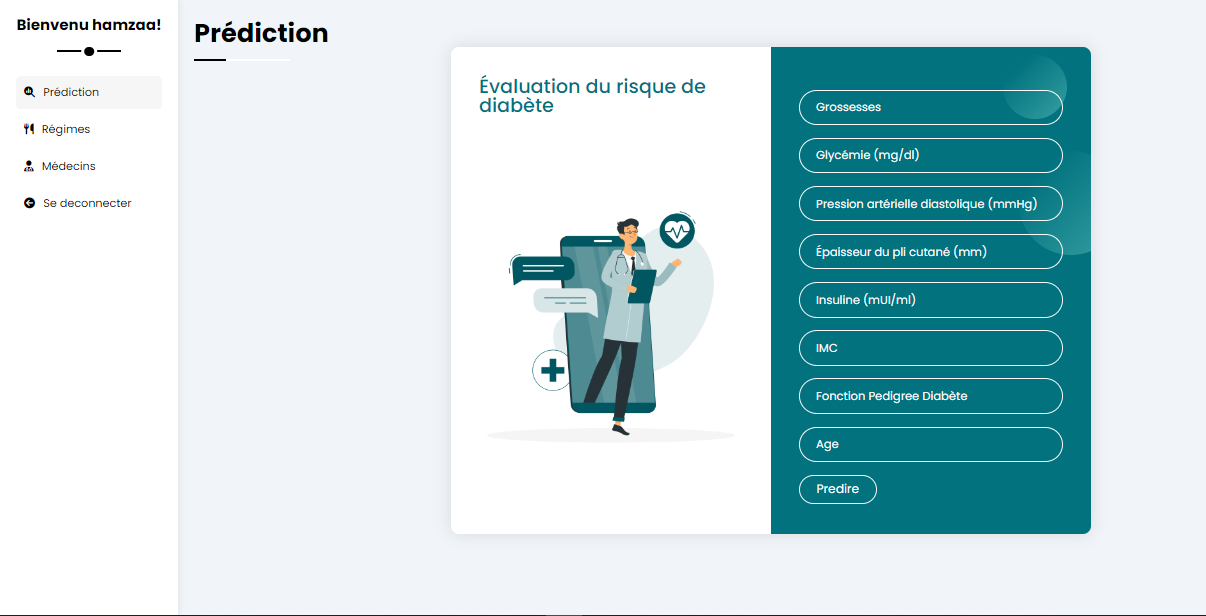 Bienvenu hamzaa!
Prédiction
Régimes
Médecins
Se deconnecter
Prédiction
Évaluation du risque de
diabète
Grossesses
Glycémie (mg/dl)
Pression artérielle diastolique (mmHg)
Épaisseur du pli cutané (mm)
Insuline (mUI/ml)
IMC
Fonction Pedigree Diabète
Age
Predire